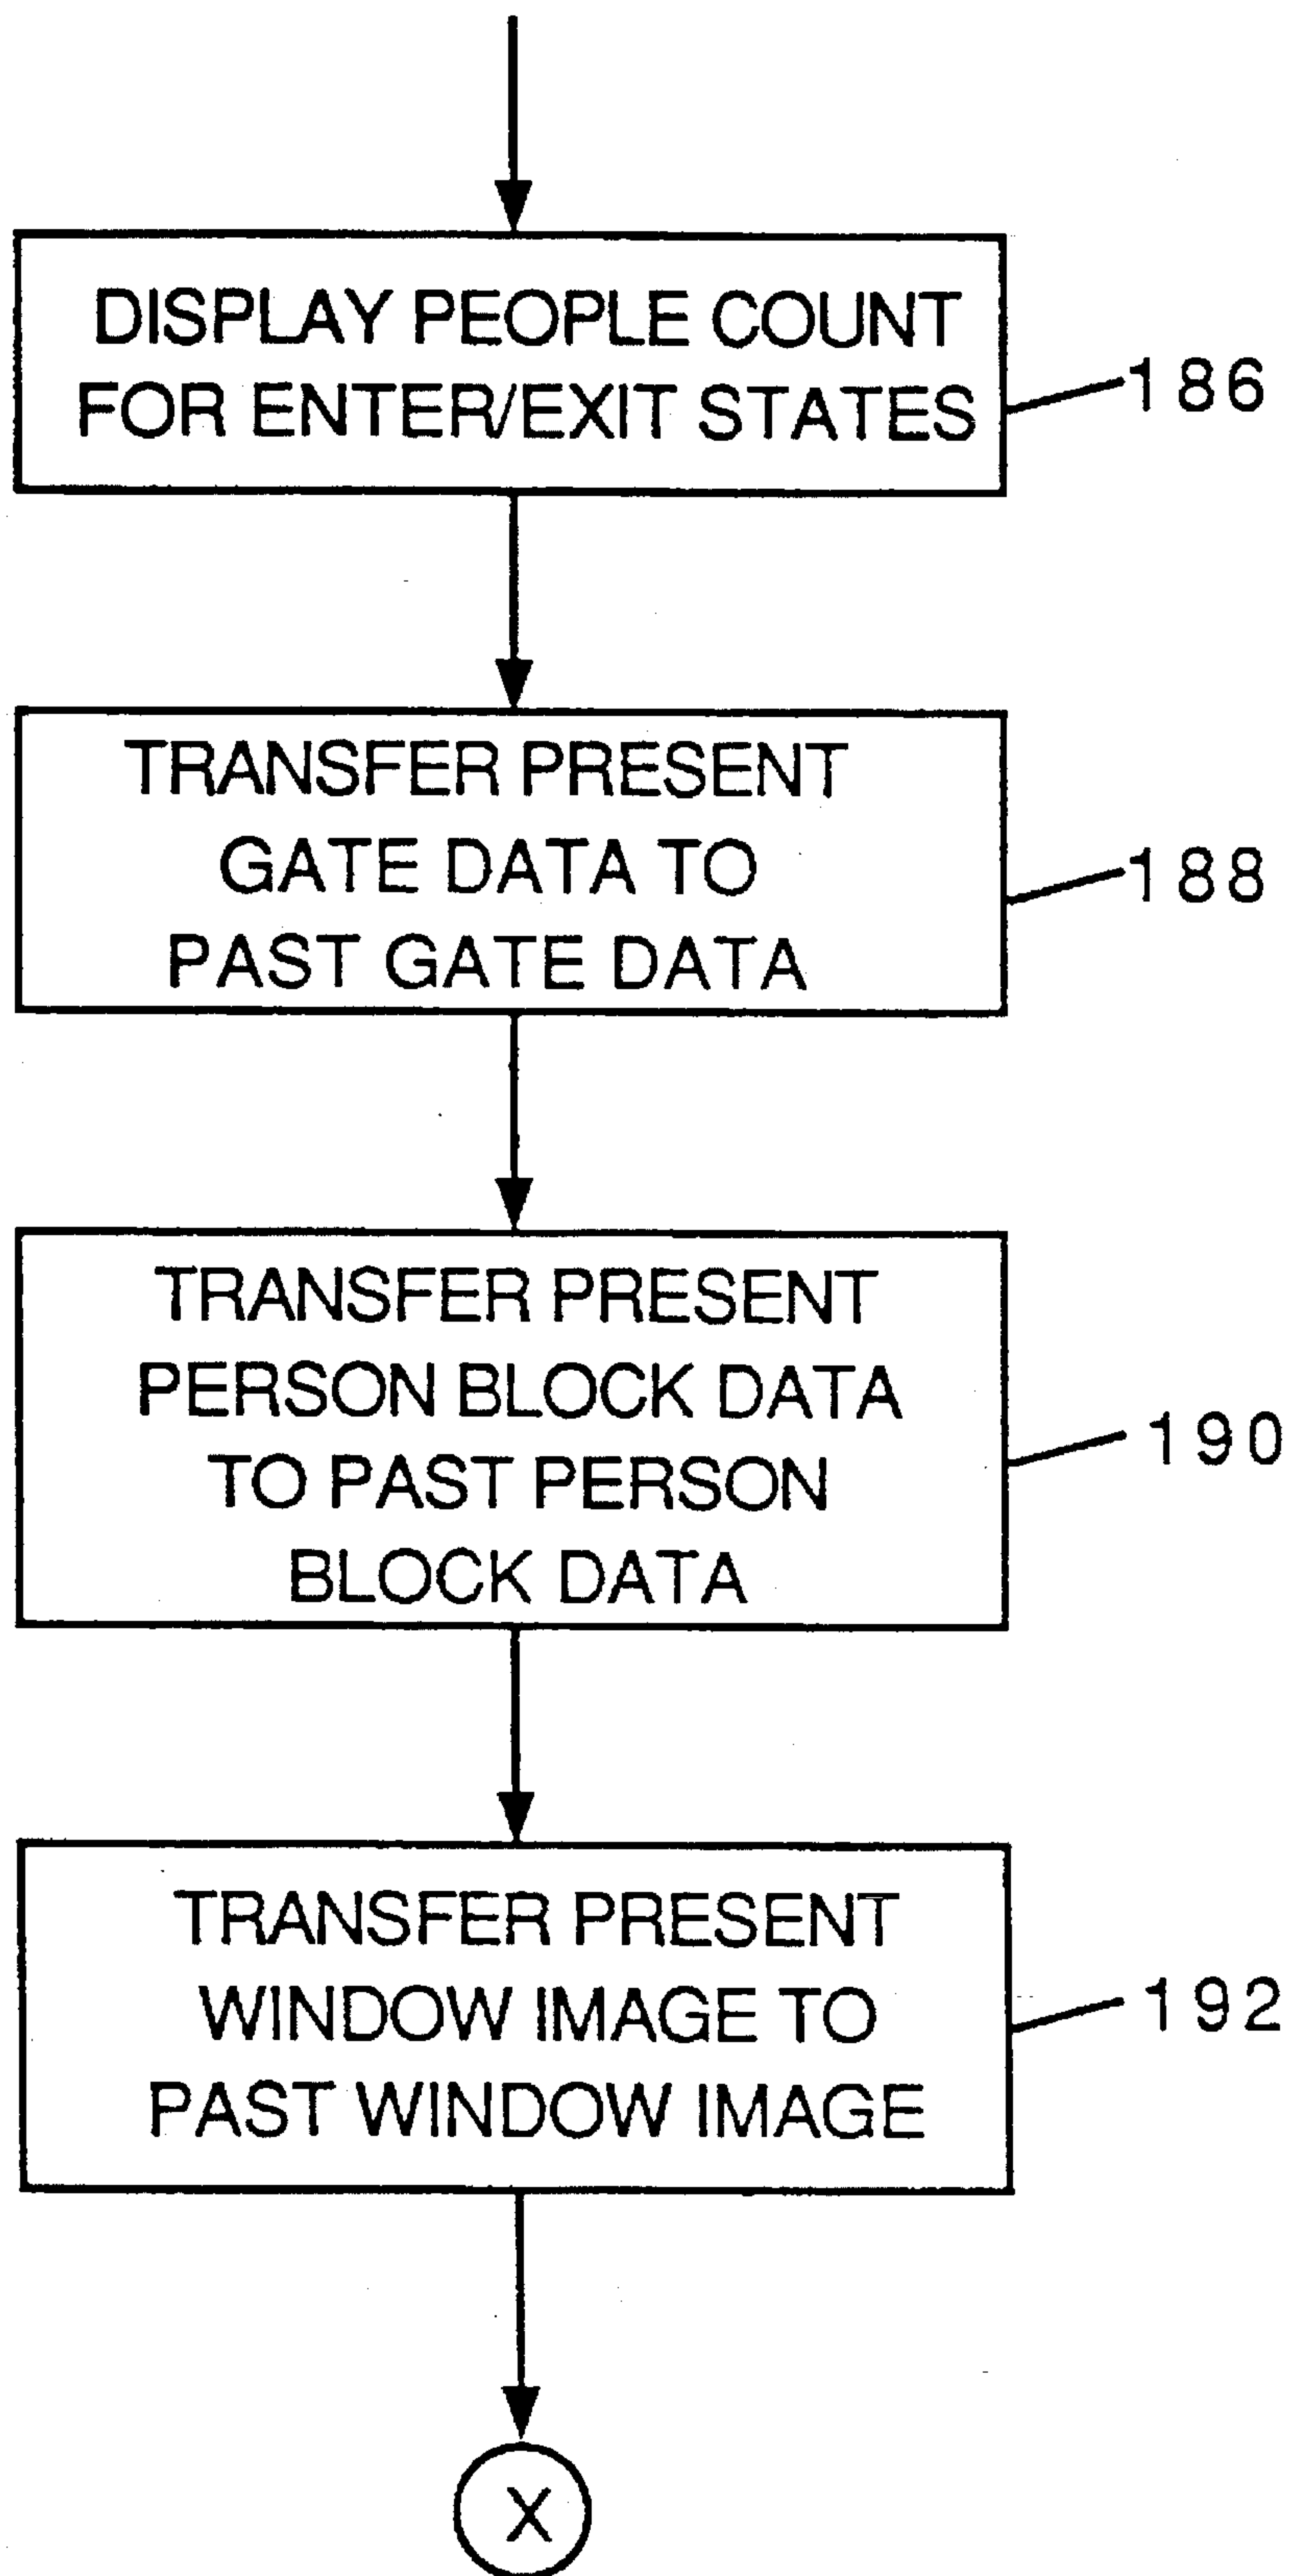 DISPLAY PEOPLE COUNT
FOR ENTER/EXIT STATES
186
TRANSFER PRESENT
GATE DATA TO
PAST GATE DATA
188
TRANSFER PRESENT
PERSON BLOCK DATA
TO PAST PERSON
BLOCK DATA
190
TRANSFER PRESENT
WINDOW IMAGE TO
PAST WINDOW IMAGE
192
X